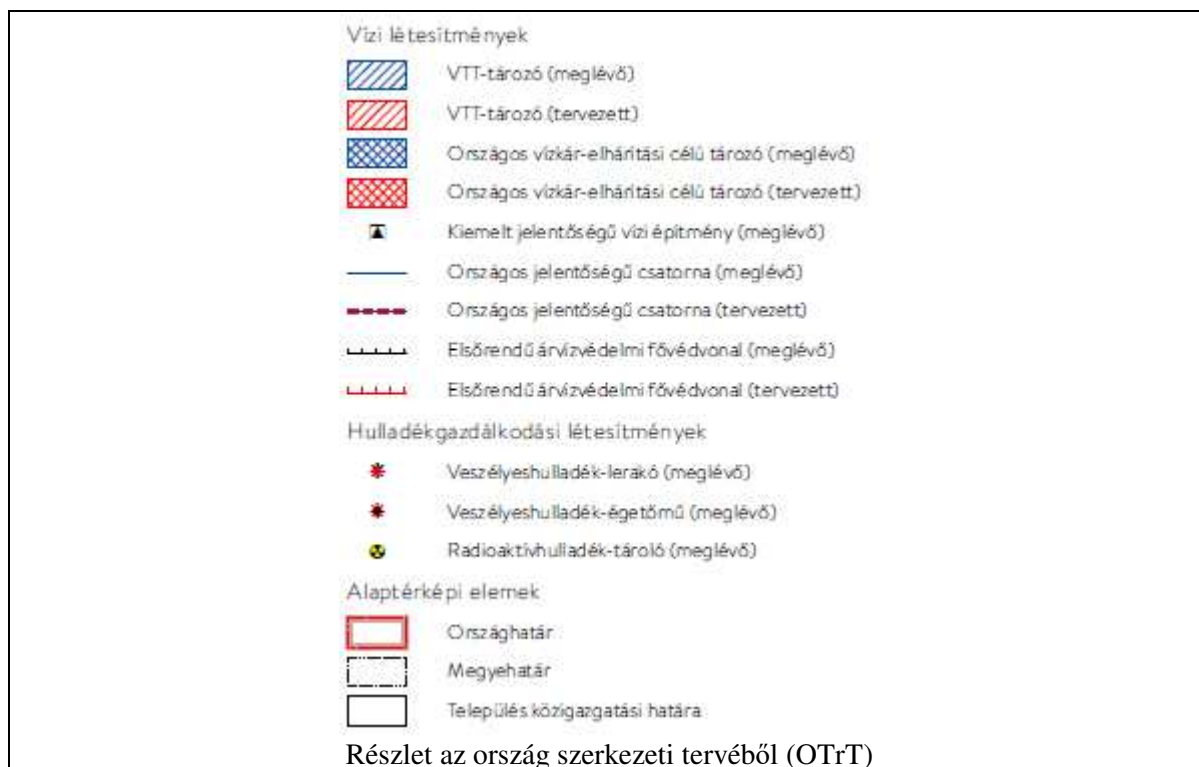 Vízi létesítmények
VTT-tározó (meglévő)
VTT-tározó (tervezett)
Országos vízkár-elhárítási célú tározó (meglévő)
Országos vízkár-elhárítási célú tározó (tervezett)
Kiemelt jelentőségű vízi építmény (meglévő)
Országos jelentőségű csatorna (meglévő)
Országos jelentőségű csatorna (tervezett)
Elsőrendű árvízvédelmi fővédvonal (meglévő)
Elsőrendű árvízvédelmi fővédvonal (tervezett)
Hulladékgazdálkodási létesítmények
Veszélyeshulladék-lerakó (meglévő)
Veszélyeshulladék-égetőmű (meglévő)
Radioaktívhulladék-tároló (meglévő)
Alaptérképi elemek
Országhatár
Megyehatár
Település közigazgatási határa
Részlet az ország szerkezeti tervéből (OTrT)